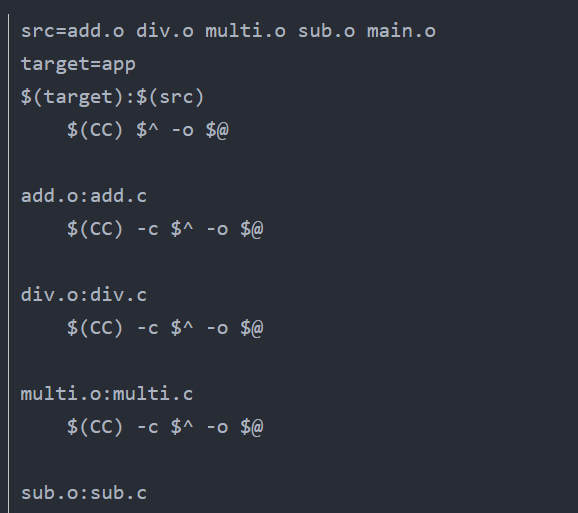 src=add.o div.o multi.o sub.o main.o
target=app
$(target):$(src)
    $(CC) $^ -o $@

add.o:add.c
    $(CC) -c $^ -o $@

div.o:div.c
    $(CC) -c $^ -o $@

multi.o:multi.c
    $(CC) -c $^ -o $@

sub.o:sub.c